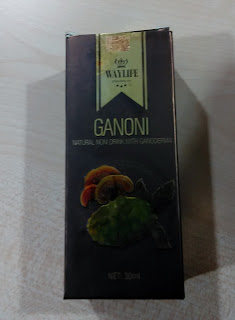 WAYLIFE
GANONI
NATURAL NONI DRINK WITH GANODERMA
NET: 30ml